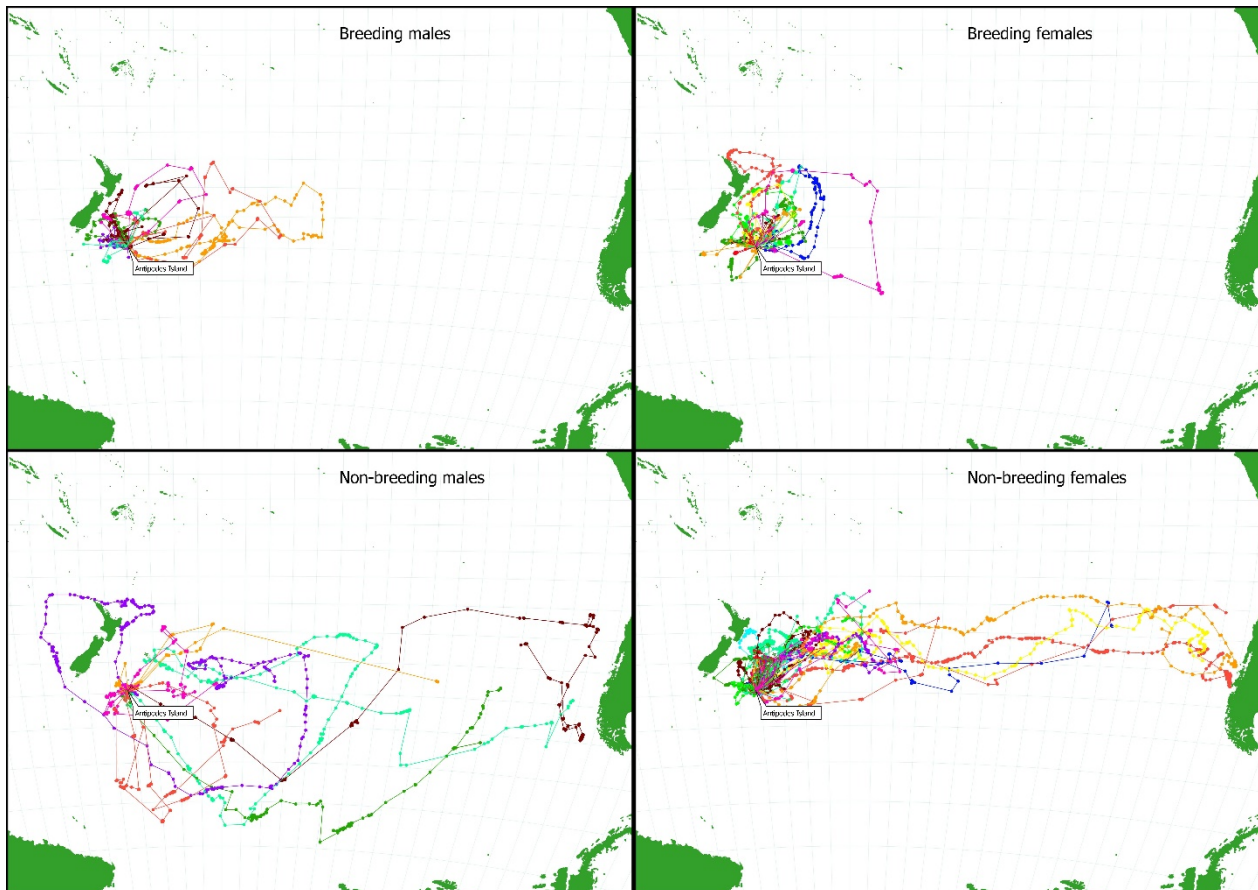 Breeding males
Breeding females
Antipodes Island
Antipodes Island
Non-breeding males
Non-breeding females
Antipodes Island
Antipodes Island